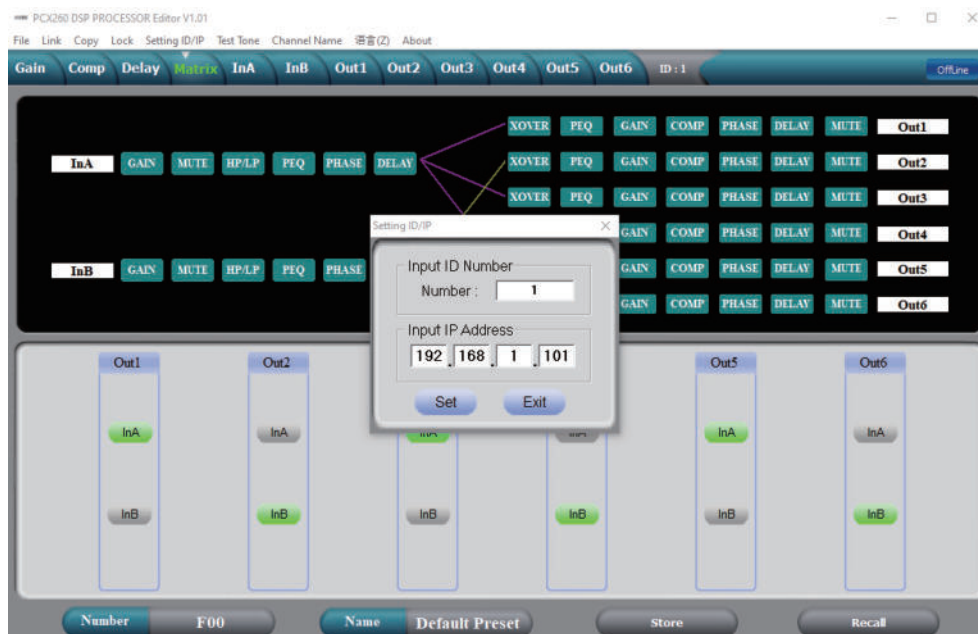 PCX260 DSP PROCESSOR Editor V1.01
File Link Copy Lock Setting ID/IP Test Tone Channel Name 语言(Z) About
Gain Comp Delay Matrix InA InB Out1 Out2 Out3 Out4 Out5 Out6 ID : 1 OffLine
XOVER PEQ GAIN COMP PHASE DELAY MUTE Out1
InA GAIN MUTE HP/LP PEQ PHASE DELAY XOVER PEQ GAIN COMP PHASE DELAY MUTE Out2
XOVER PEQ GAIN COMP PHASE DELAY MUTE Out3
Setting ID/IP
GAIN COMP PHASE DELAY MUTE Out4
InB GAIN MUTE HP/LP PEQ PHASE GAIN COMP PHASE DELAY MUTE Out5
GAIN COMP PHASE DELAY MUTE Out6
Input ID Number
Number : 1
Input IP Address
192 . 168 . 1 . 101
Set Exit
Out1 Out2 Out5 Out6
InA InA InA InA InA InA
InB InB InB InB InB InB
Number F00 Name Default Preset Store Recall